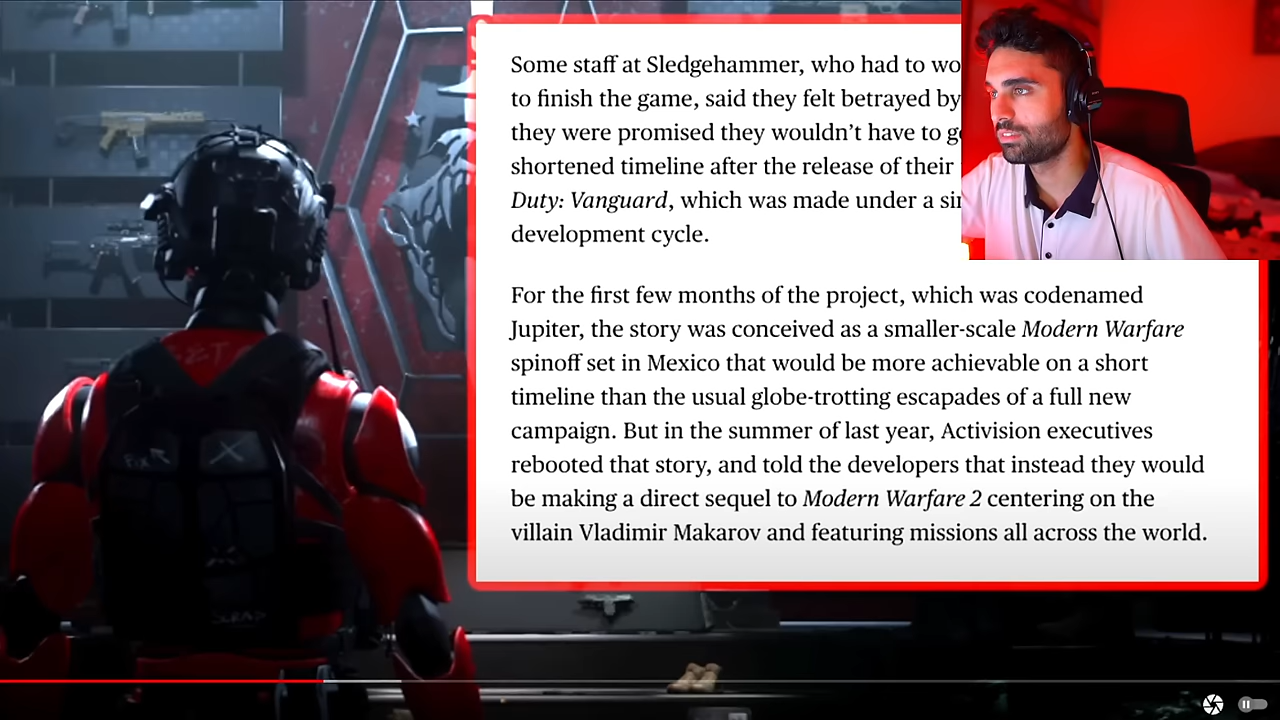 Some staff at Sledgehammer, who had to wo
to finish the game, said they felt betrayed by
they were promised they wouldn't have to g
shortened timeline after the release of their
Duty: Vanguard, which was made under a si
development cycle.
For the first few months of the project, which was codenamed
Jupiter, the story was conceived as a smaller-scale Modern Warfare
spinoff set in Mexico that would be more achievable on a short
timeline than the usual globe-trotting escapades of a full new
campaign. But in the summer of last year, Activision executives
rebooted that story, and told the developers that instead they would
be making a direct sequel to Modern Warfare 2 centering on the
villain Vladimir Makarov and featuring missions all across the world.